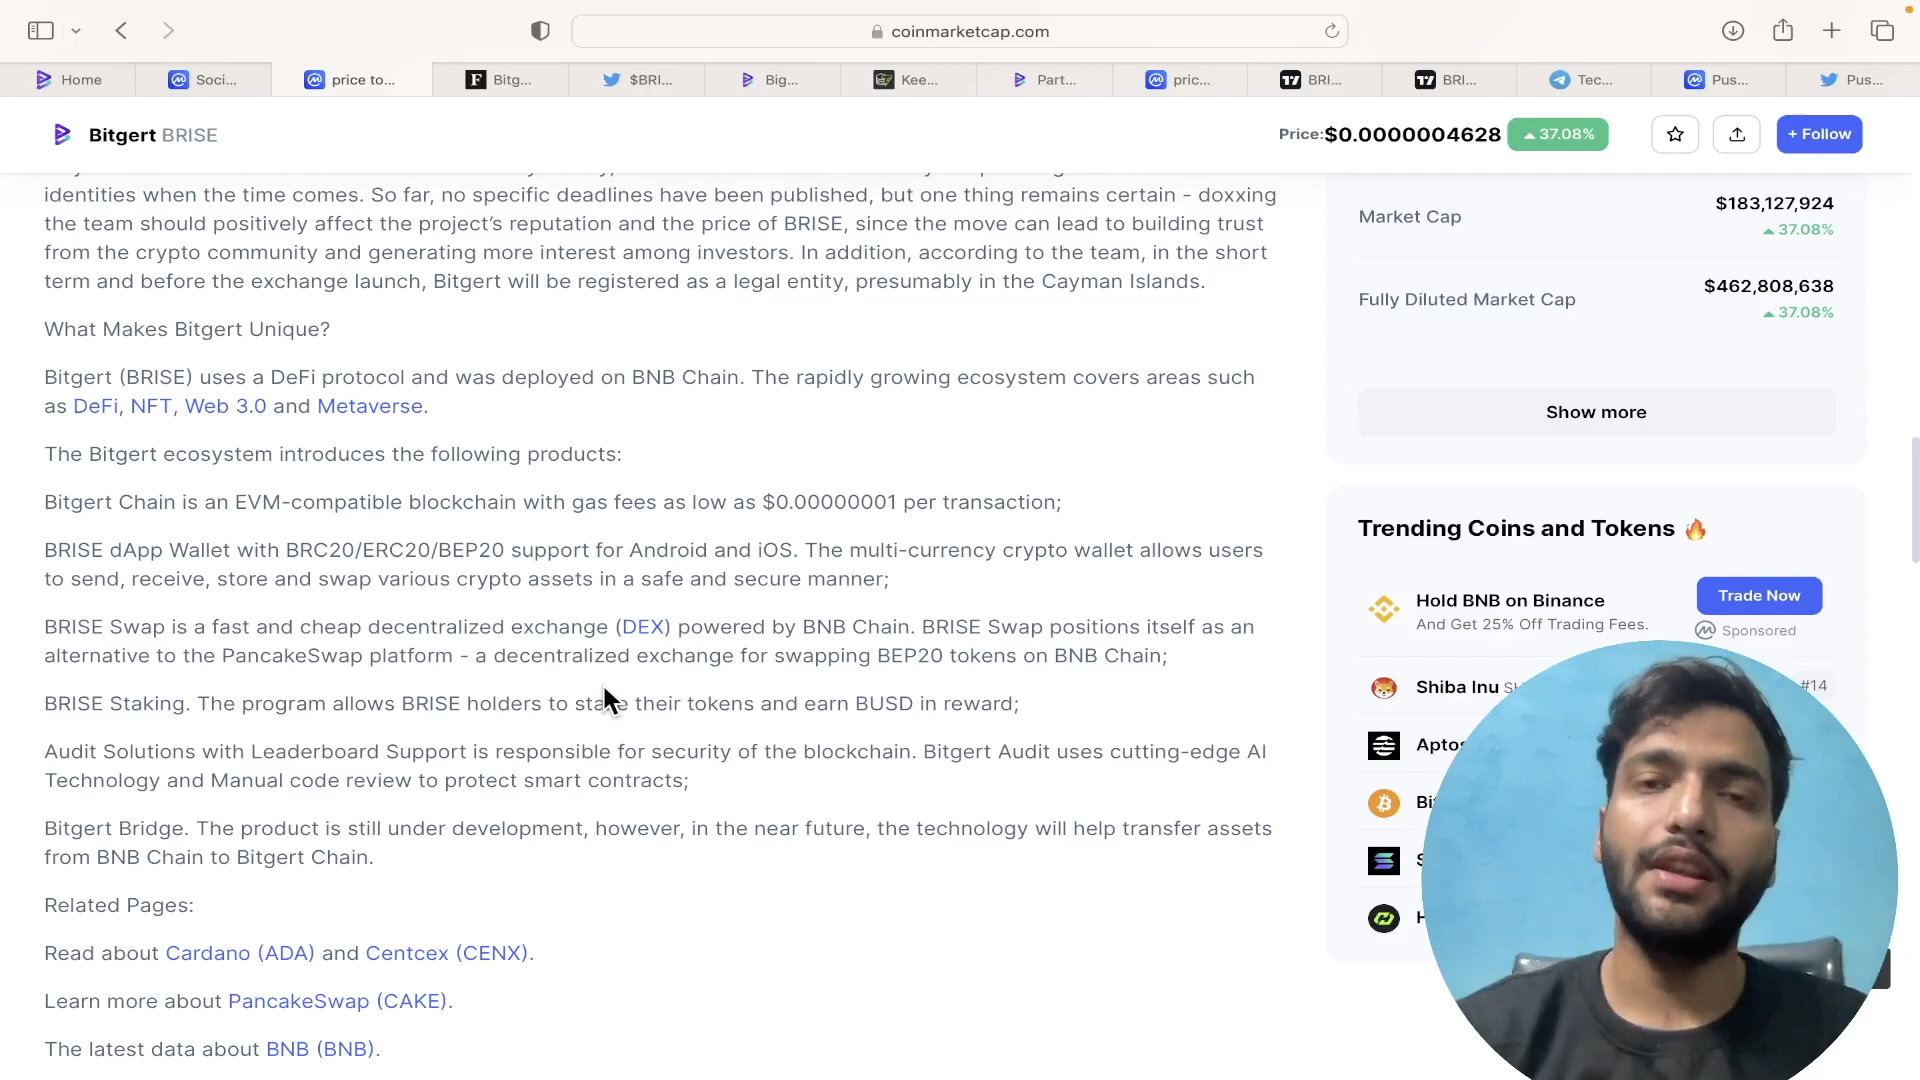 coinmarketcap.com
Home
Soci...
price to...
Bitg...
$BRI...
Big...
Kee...
Part...
pric...
BRI...
BRI...
Tec...
Pus...
Pus...
Bitgert BRISE
Price:$0.0000004628
37.08%
+ Follow
identities when the time comes. So far, no specific deadlines have been published, but one thing remains certain - doxxing
the team should positively affect the project's reputation and the price of BRISE, since the move can lead to building trust
from the crypto community and generating more interest among investors. In addition, according to the team, in the short
term and before the exchange launch, Bitgert will be registered as a legal entity, presumably in the Cayman Islands.
What Makes Bitgert Unique?
Bitgert (BRISE) uses a DeFi protocol and was deployed on BNB Chain. The rapidly growing ecosystem covers areas such
as DeFi, NFT, Web 3.0 and Metaverse.
The Bitgert ecosystem introduces the following products:
Bitgert Chain is an EVM-compatible blockchain with gas fees as low as $0.00000001 per transaction;
BRISE dApp Wallet with BRC20/ERC20/BEP20 support for Android and iOS. The multi-currency crypto wallet allows users
to send, receive, store and swap various crypto assets in a safe and secure manner;
BRISE Swap is a fast and cheap decentralized exchange (DEX) powered by BNB Chain. BRISE Swap positions itself as an
alternative to the PancakeSwap platform - a decentralized exchange for swapping BEP20 tokens on BNB Chain;
BRISE Staking. The program allows BRISE holders to stake their tokens and earn BUSD in reward;
Audit Solutions with Leaderboard Support is responsible for security of the blockchain. Bitgert Audit uses cutting-edge AI
Technology and Manual code review to protect smart contracts;
Bitgert Bridge. The product is still under development, however, in the near future, the technology will help transfer assets
from BNB Chain to Bitgert Chain.
Related Pages:
Read about Cardano (ADA) and Centcex (CENX).
Learn more about PancakeSwap (CAKE).
The latest data about BNB (BNB).
Market Cap
$183,127,924
37.08%
Fully Diluted Market Cap
$462,808,638
37.08%
Show more
Trending Coins and Tokens
Hold BNB on Binance
And Get 25% Off Trading Fees.
Trade Now
Sponsored
Shiba Inu
#14
Aptos